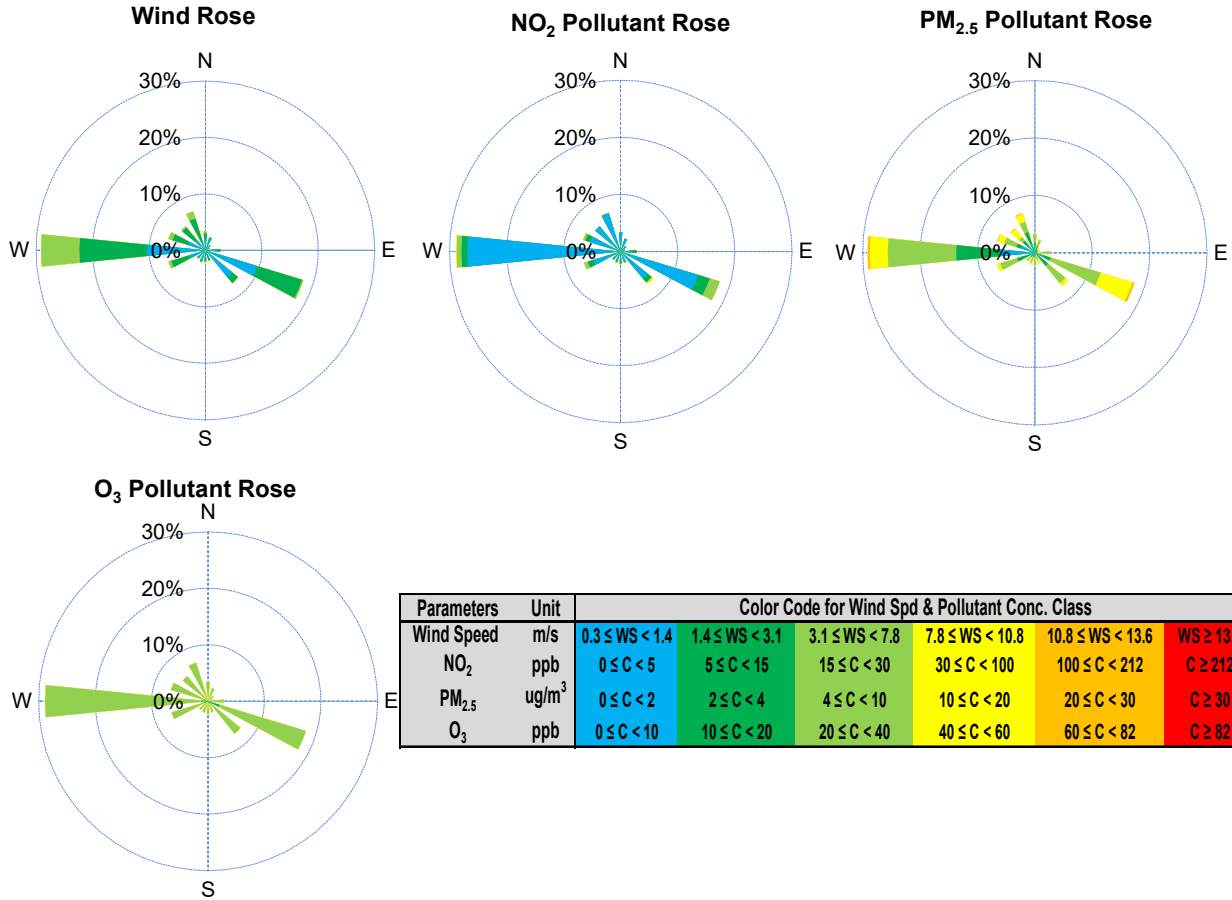 Wind Rose
N
30%
20%
10%
0%
W
E
S
NO₂ Pollutant Rose
N
30%
20%
10%
0%
W
E
S
PM₂.₅ Pollutant Rose
N
30%
20%
10%
0%
W
E
S
O₃ Pollutant Rose
N
30%
20%
10%
0%
W
E
S
Parameters Unit Color Code for Wind Spd & Pollutant Conc. Class
Wind Speed m/s 0.3 ≤ WS < 1.4 1.4 ≤ WS < 3.1 3.1 ≤ WS < 7.8 7.8 ≤ WS < 10.8 10.8 ≤ WS < 13.6 WS ≥ 13
NO₂ ppb 0 ≤ C < 5 5 ≤ C < 15 15 ≤ C < 30 30 ≤ C < 100 100 ≤ C < 212 C ≥ 212
PM₂.₅ ug/m³ 0 ≤ C < 2 2 ≤ C < 4 4 ≤ C < 10 10 ≤ C < 20 20 ≤ C < 30 C ≥ 30
O₃ ppb 0 ≤ C < 10 10 ≤ C < 20 20 ≤ C < 40 40 ≤ C < 60 60 ≤ C < 82 C ≥ 82